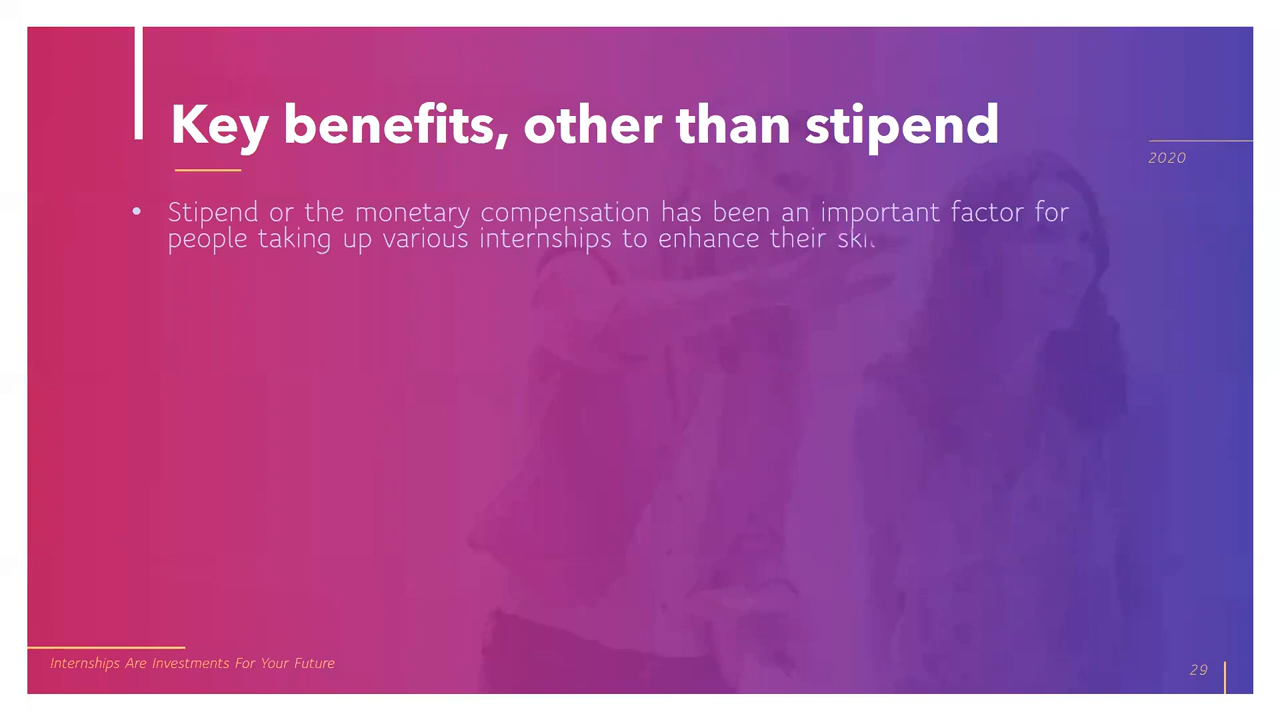 Key benefits, other than stipend
2020
• Stipend or the monetary compensation has been an important factor for
people taking up various internships to enhance their
Internships Are Investments For Your Future
29